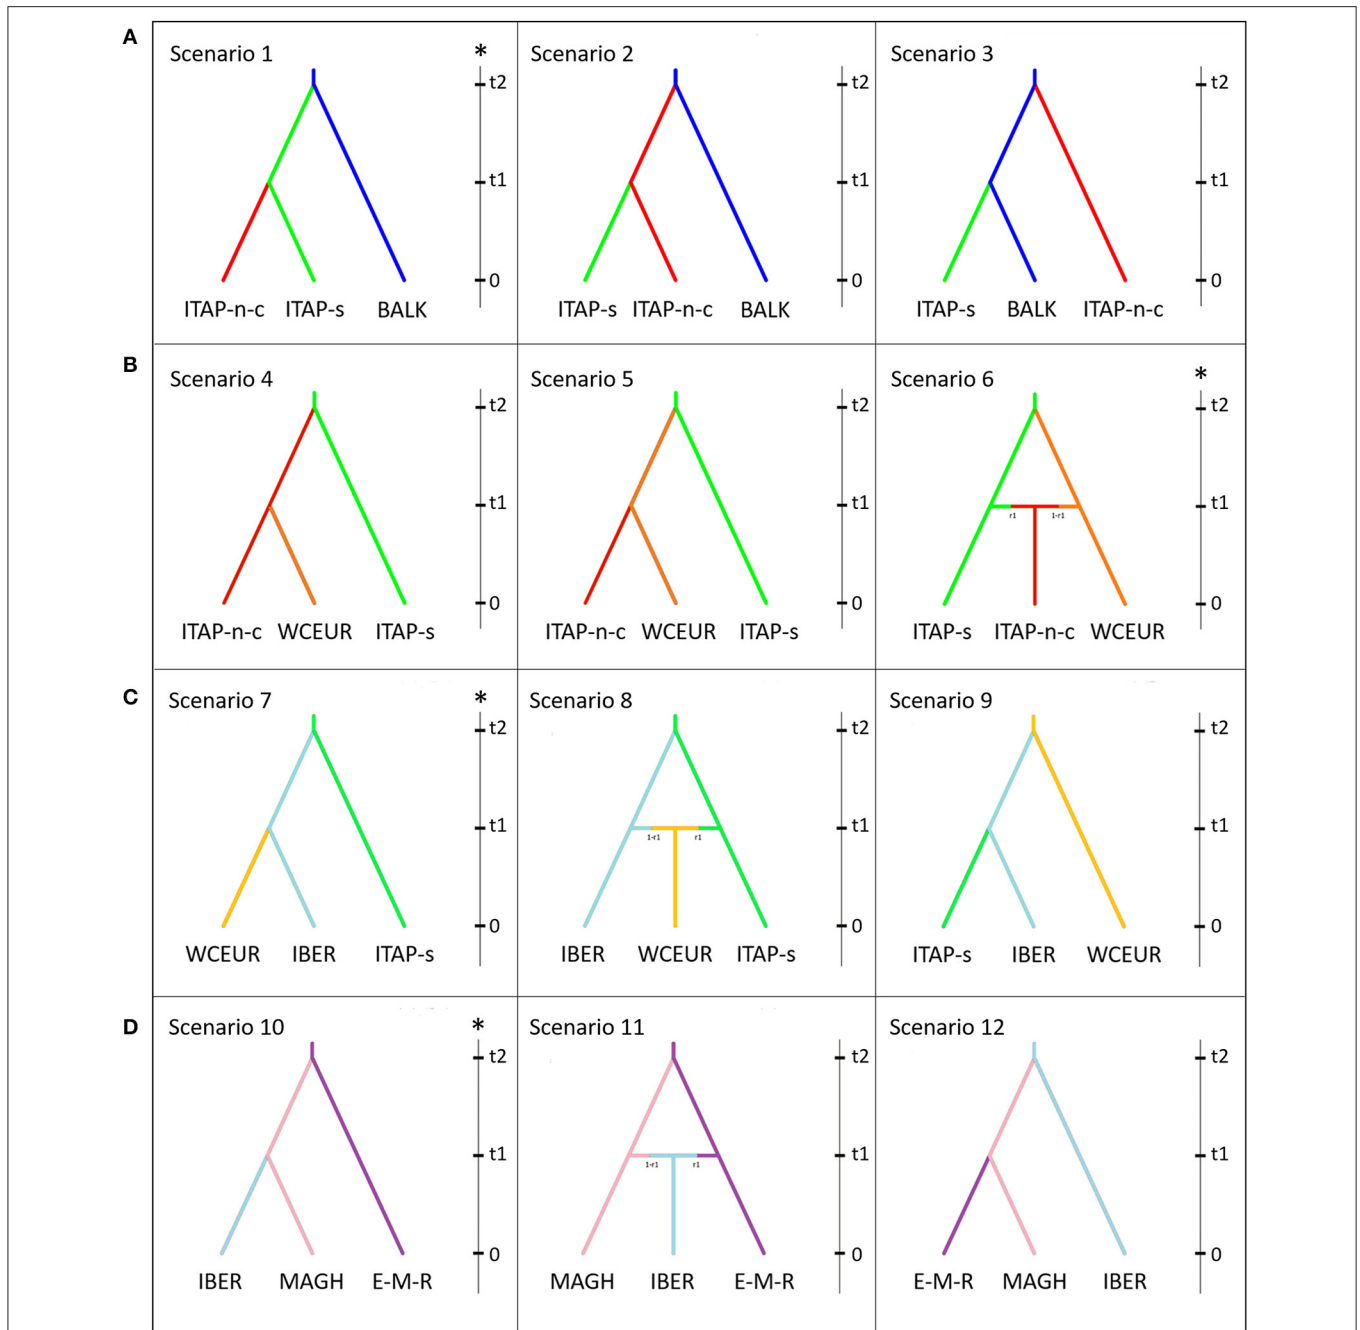 A
Scenario 1 * Scenario 2 Scenario 3
t2 t2 t2
t1 t1 t1
0 0 0
ITAP-n-c ITAP-s BALK ITAP-s ITAP-n-c BALK ITAP-s BALK ITAP-n-c
B
Scenario 4 Scenario 5 Scenario 6 *
t2 t2 t2
t1 t1 t1
r1 1-r1
0 0 0
ITAP-n-c WCEUR ITAP-s ITAP-n-c WCEUR ITAP-s ITAP-s ITAP-n-c WCEUR
C
Scenario 7 * Scenario 8 Scenario 9
t2 t2 t2
t1 t1 t1
1-r1 r1
0 0 0
WCEUR IBER ITAP-s IBER WCEUR ITAP-s ITAP-s IBER WCEUR
D
Scenario 10 * Scenario 11 Scenario 12
t2 t2 t2
t1 t1 t1
1-r1 r1
0 0 0
IBER MAGH E-M-R MAGH IBER E-M-R E-M-R MAGH IBER